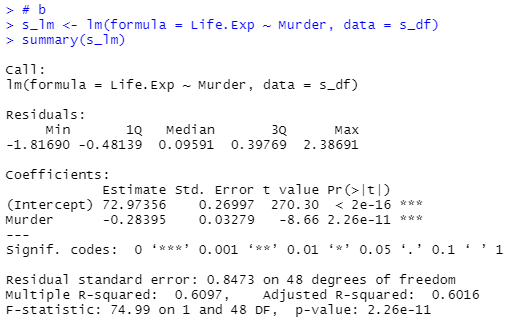 > # b
> s_lm <- lm(formula = Life.Exp ~ Murder, data = s_df)
> summary(s_lm)
Call:
lm(formula = Life.Exp ~ Murder, data = s_df)
Residuals:
     Min       1Q   Median       3Q      Max
-1.81690 -0.48139  0.09591  0.39769  2.38691
Coefficients:
            Estimate Std. Error t value Pr(>|t|)
(Intercept) 72.97356    0.26997  270.30  < 2e-16 ***
Murder      -0.28395    0.03279   -8.66 2.26e-11 ***
---
Signif. codes:  0 ‘***’ 0.001 ‘**’ 0.01 ‘*’ 0.05 ‘.’ 0.1 ‘ ’ 1
Residual standard error: 0.8473 on 48 degrees of freedom
Multiple R-squared:  0.6097,    Adjusted R-squared:  0.6016
F-statistic: 74.99 on 1 and 48 DF,  p-value: 2.26e-11